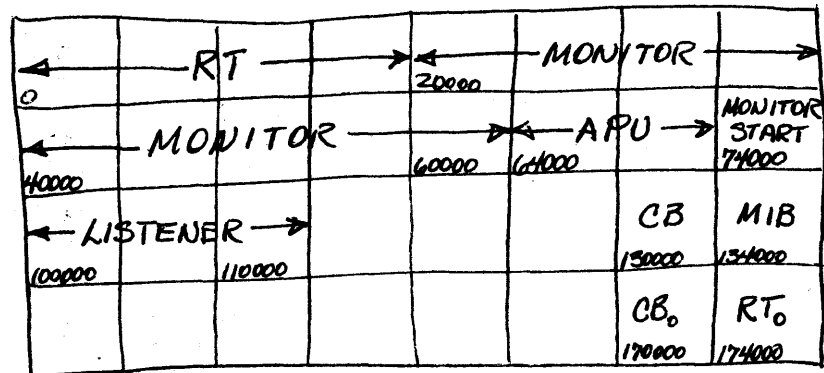 RT MONITOR
0 20000
MONITOR APU MONITOR START
40000 60000 64000 74000
LISTENER CB MIB
100000 110000 130000 134000
CB₀ RT₀
170000 174000